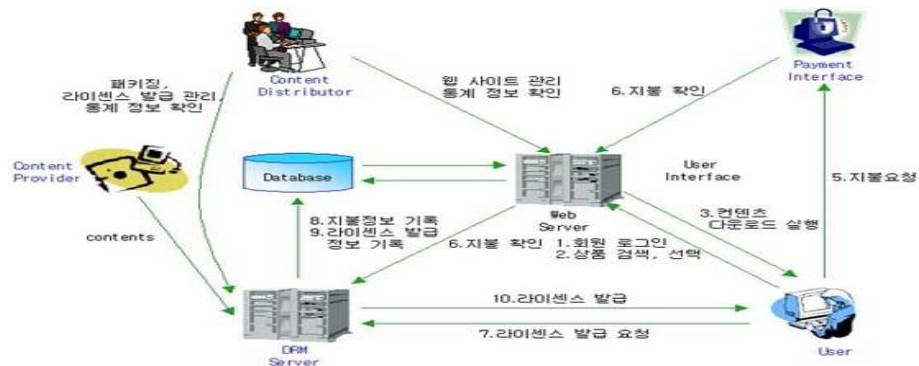 Content
Distributor
Payment
Interface
패키징,
라이센스 발급 관리,
통계 정보 확인
웹 사이트 관리
통계 정보 확인
6.지불 확인
Content
Provider
Database
User
Interface
5.지불요청
Web
Server
3.컨텐츠
다운로드 실행
contents
8.지불정보 기록
9.라이센스 발급
정보 기록
6.지불 확인
1.회원 로그인
2.상품 검색, 선택
10.라이센스 발급
7.라이센스 발급 요청
DRM
Server
User